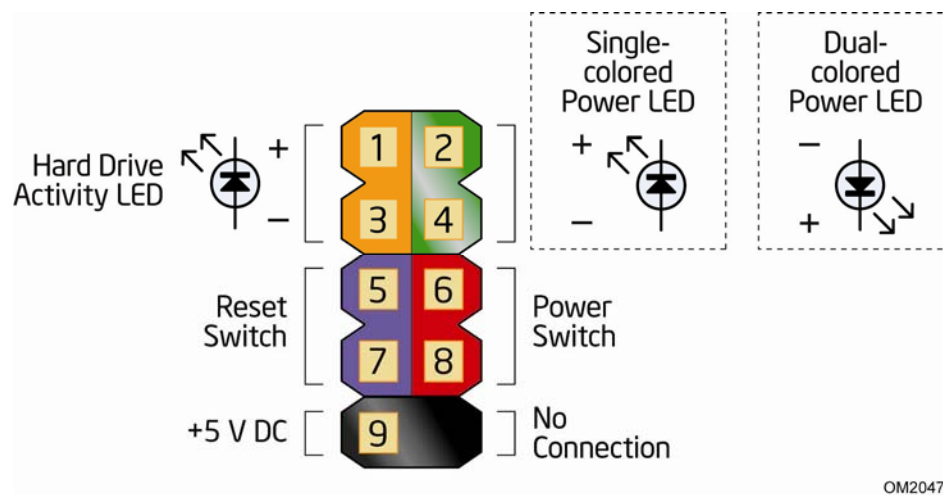 Single-
colored
Power LED
Dual-
colored
Power LED
Hard Drive
Activity LED
+
−
1
2
3
4
+
−
−
+
Reset
Switch
5
6
7
8
Power
Switch
+5 V DC
9
No
Connection
OM2047